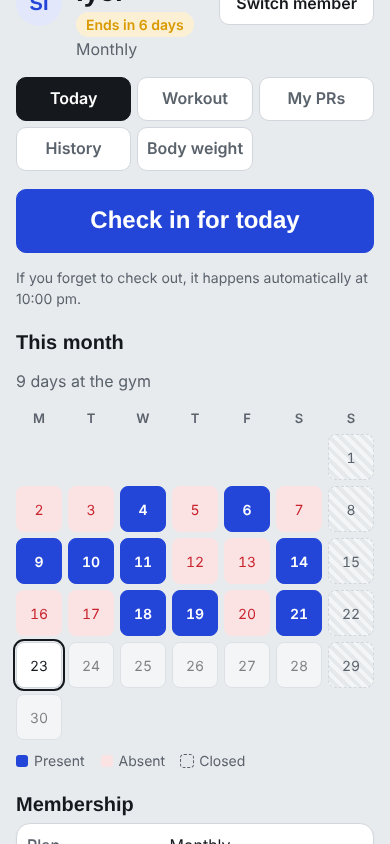 SI
Iyer
Switch member
Ends in 6 days
Monthly
Today
Workout
My PRs
History
Body weight
Check in for today
If you forget to check out, it happens automatically at
10:00 pm.
This month
9 days at the gym
M T W T F S S
1
2 3 4 5 6 7 8
9 10 11 12 13 14 15
16 17 18 19 20 21 22
23 24 25 26 27 28 29
30
Present Absent Closed
Membership
Plan Monthly